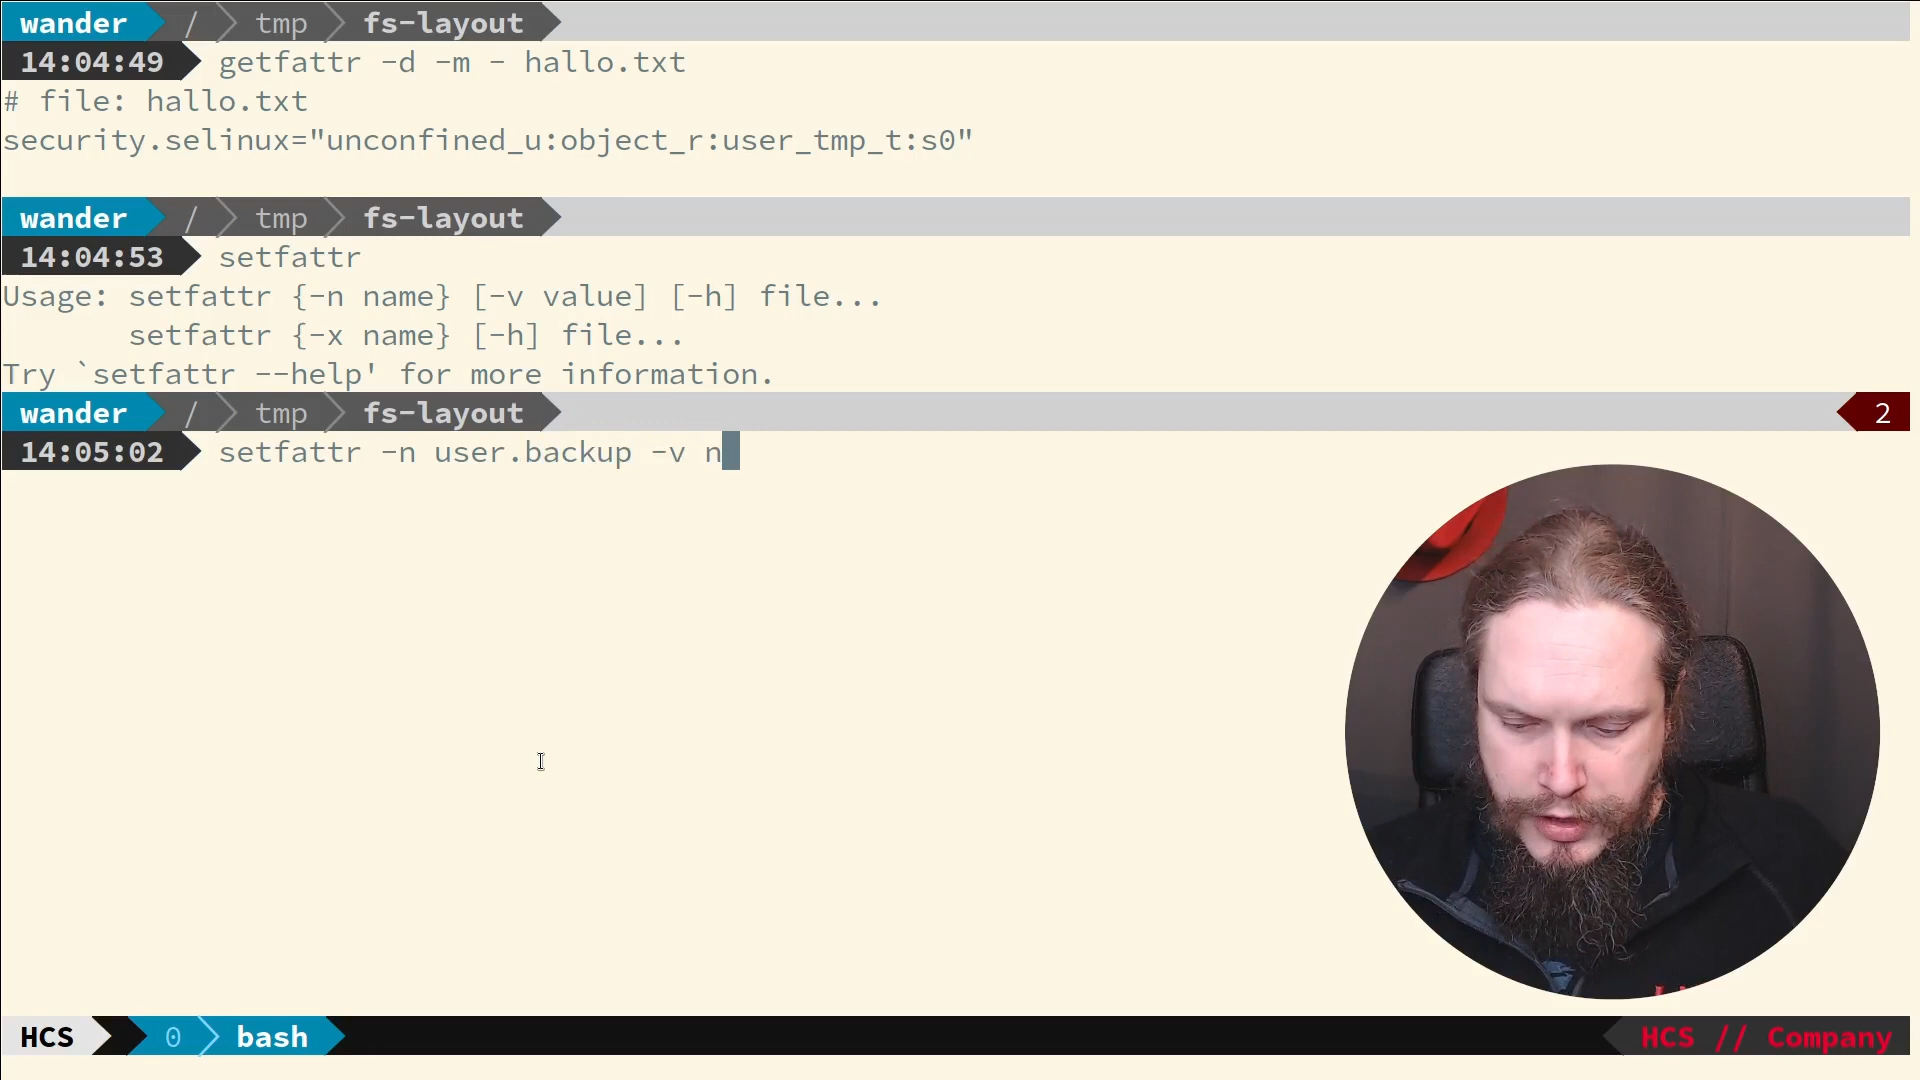 wander / tmp fs-layout
14:04:49 getfattr -d -m - hallo.txt
# file: hallo.txt
security.selinux="unconfined_u:object_r:user_tmp_t:s0"
wander / tmp fs-layout
14:04:53 setfattr
Usage: setfattr {-n name} [-v value] [-h] file...
setfattr {-x name} [-h] file...
Try `setfattr --help' for more information.
wander / tmp fs-layout 2
14:05:02 setfattr -n user.backup -v n
HCS 0 bash HCS // Company